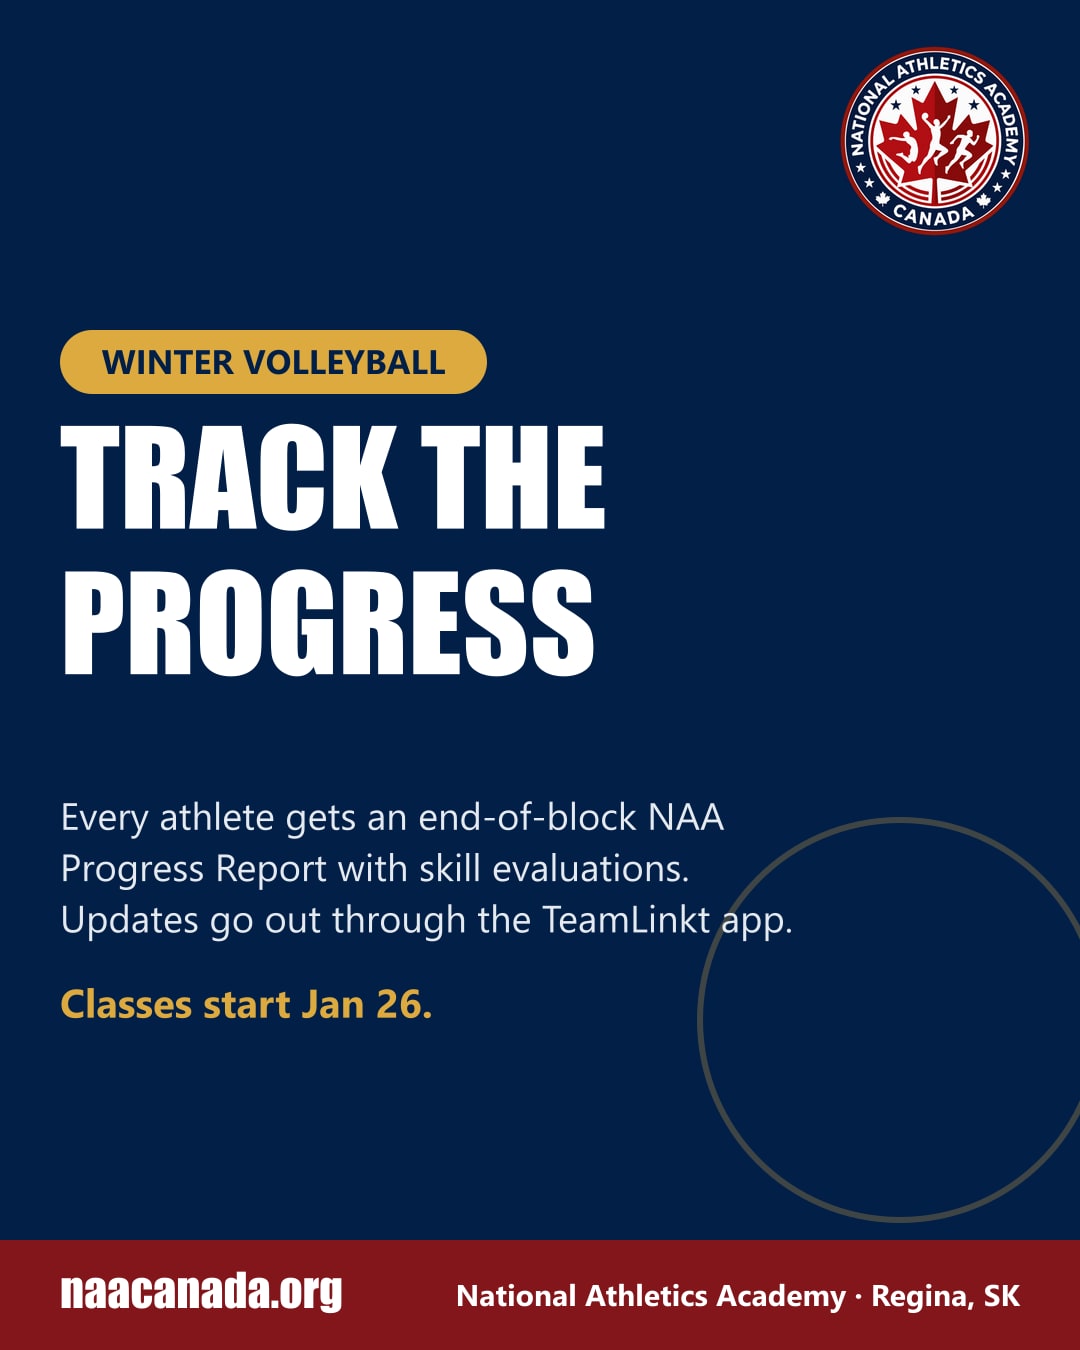 NATIONAL ATHLETICS ACADEMY
CANADA
WINTER VOLLEYBALL
TRACK THE
PROGRESS
Every athlete gets an end-of-block NAA
Progress Report with skill evaluations.
Updates go out through the TeamLinkt app.
Classes start Jan 26.
naacanada.org
National Athletics Academy · Regina, SK